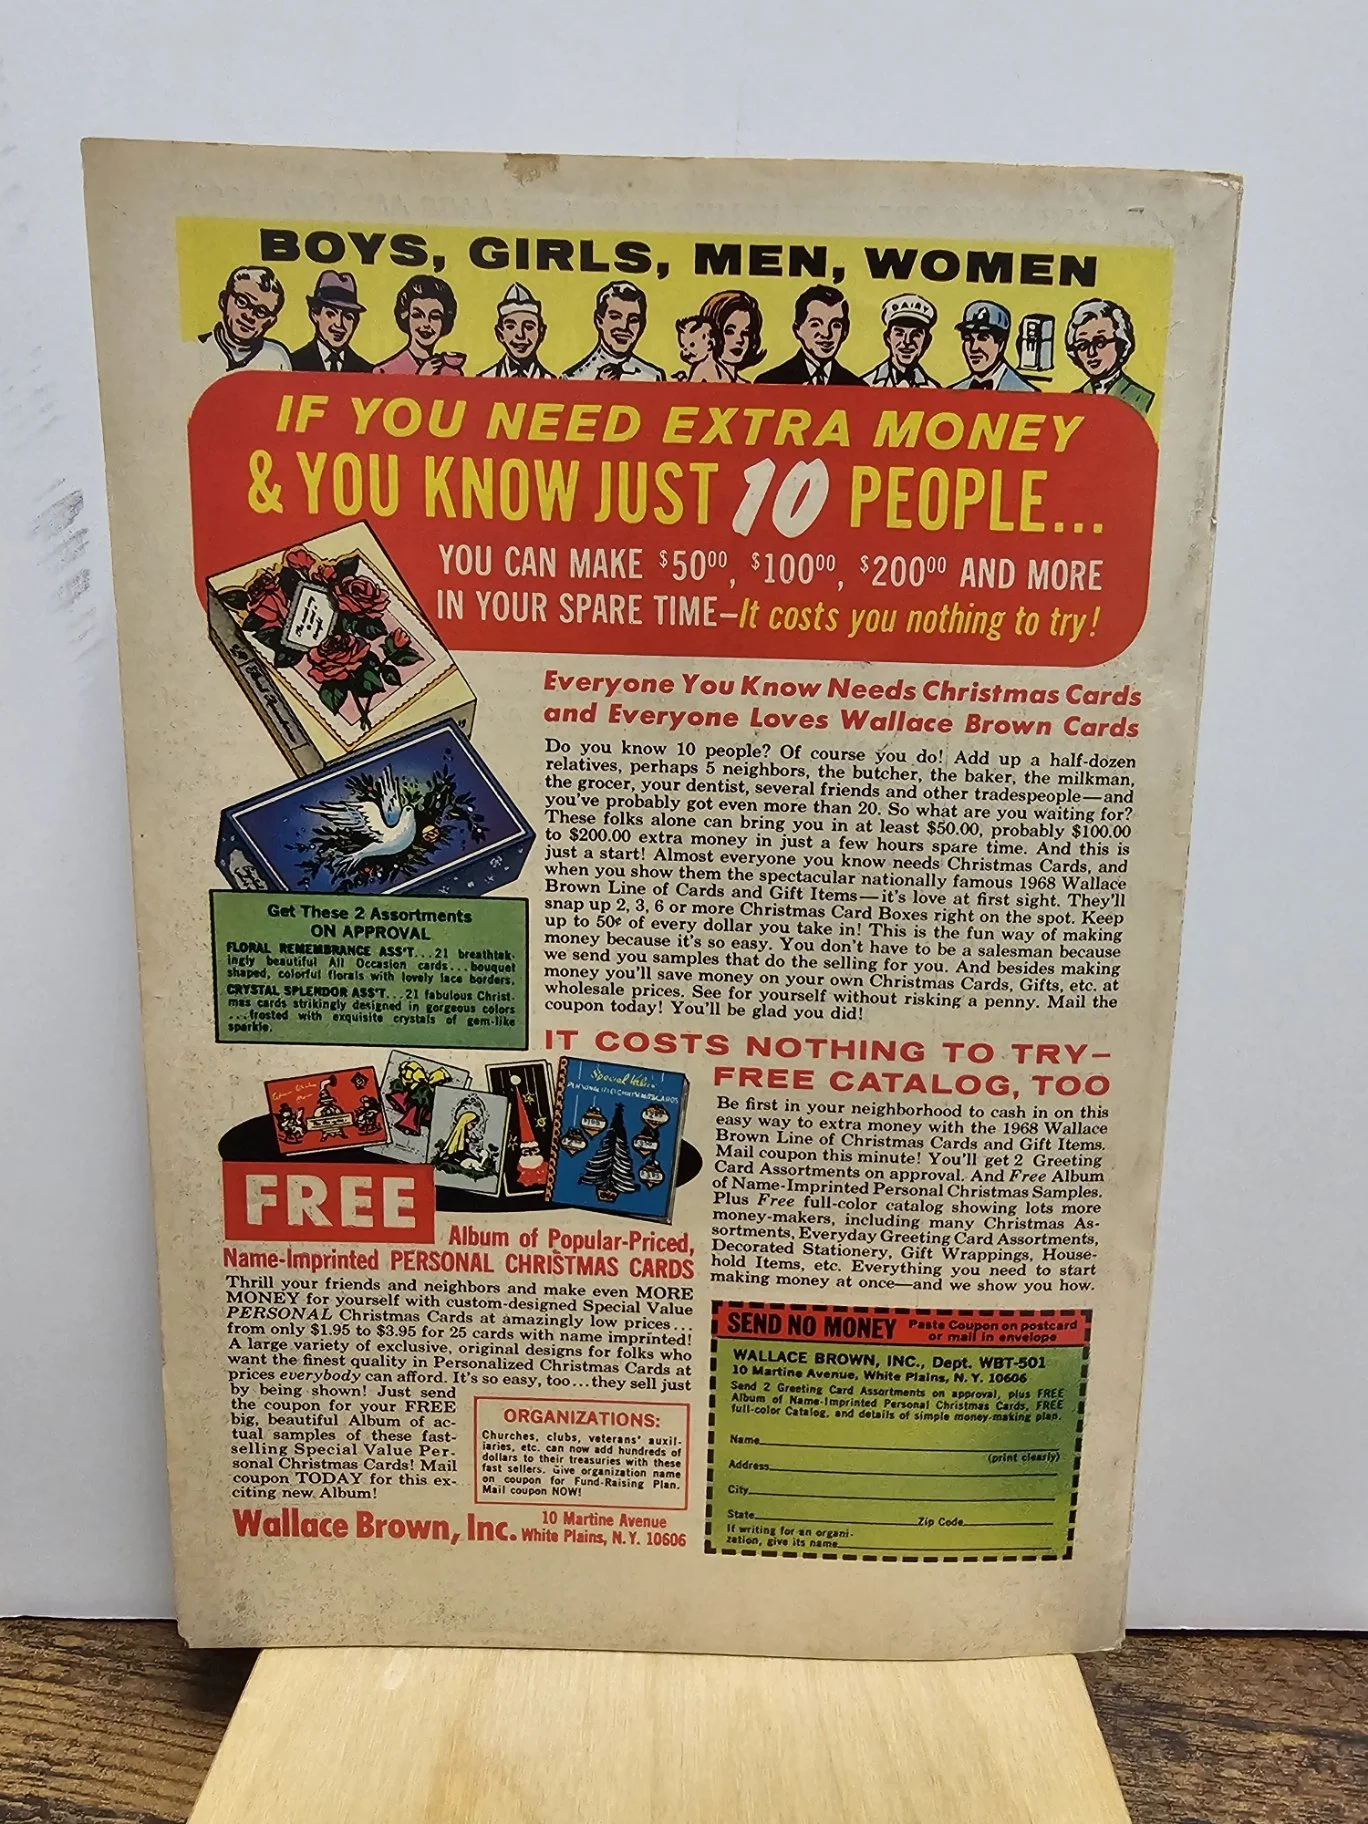 BOYS, GIRLS, MEN, WOMEN
DAIRY
IF YOU NEED EXTRA MONEY
& YOU KNOW JUST 10 PEOPLE...
YOU CAN MAKE $50⁰⁰, $100⁰⁰, $200⁰⁰ AND MORE
IN YOUR SPARE TIME—It costs you nothing to try!
Everyone You Know Needs Christmas Cards
and Everyone Loves Wallace Brown Cards
Do you know 10 people? Of course you do! Add up a half-dozen
relatives, perhaps 5 neighbors, the butcher, the baker, the milkman,
the grocer, your dentist, several friends and other tradespeople—and
you've probably got even more than 20. So what are you waiting for?
These folks alone can bring you in at least $50.00, probably $100.00
to $200.00 extra money in just a few hours spare time. And this is
just a start! Almost everyone you know needs Christmas Cards, and
when you show them the spectacular nationally famous 1968 Wallace
Brown Line of Cards and Gift Items—it's love at first sight. They'll
snap up 2, 3, 6 or more Christmas Card Boxes right on the spot. Keep
up to 50¢ of every dollar you take in! This is the fun way of making
money because it's so easy. You don't have to be a salesman because
we send you samples that do the selling for you. And besides making
money you'll save money on your own Christmas Cards, Gifts, etc. at
wholesale prices. See for yourself without risking a penny. Mail the
coupon today! You'll be glad you did!
Get These 2 Assortments
ON APPROVAL
FLORAL REMEMBRANCE ASS'T...21 breathtak-
ingly beautiful All Occasion cards...bouquet
shaped, colorful florals with lovely lace borders.
CRYSTAL SPLENDOR ASS'T...21 fabulous Christ-
mas cards strikingly designed in gorgeous colors
...frosted with exquisite crystals of gem-like
sparkle.
IT COSTS NOTHING TO TRY—
FREE CATALOG, TOO
Be first in your neighborhood to cash in on this
easy way to extra money with the 1968 Wallace
Brown Line of Christmas Cards and Gift Items.
Mail coupon this minute! You'll get 2 Greeting
Card Assortments on approval. And Free Album
of Name-Imprinted Personal Christmas Samples.
Plus Free full-color catalog showing lots more
money-makers, including many Christmas As-
sortments, Everyday Greeting Card Assortments,
Decorated Stationery, Gift Wrappings, House-
hold Items, etc. Everything you need to start
making money at once—and we show you how.
Special Value
PERSONALIZED CHRISTMAS CARDS
FREE
Album of Popular-Priced,
Name-Imprinted PERSONAL CHRISTMAS CARDS
Thrill your friends and neighbors and make even MORE
MONEY for yourself with custom-designed Special Value
PERSONAL Christmas Cards at amazingly low prices...
from only $1.95 to $3.95 for 25 cards with name imprinted!
A large variety of exclusive, original designs for folks who
want the finest quality in Personalized Christmas Cards at
prices everybody can afford. It's so easy, too...they sell just
by being shown! Just send
the coupon for your FREE
big, beautiful Album of ac-
tual samples of these fast-
selling Special Value Per-
sonal Christmas Cards! Mail
coupon TODAY for this ex-
citing new Album!
ORGANIZATIONS:
Churches, clubs, veterans' auxil-
iaries, etc. can now add hundreds of
dollars to their treasuries with these
fast sellers. Give organization name
on coupon for Fund-Raising Plan.
Mail coupon NOW!
Wallace Brown, Inc.
10 Martine Avenue
White Plains, N.Y. 10606
SEND NO MONEY
Paste Coupon on postcard
or mail in envelope
WALLACE BROWN, INC., Dept. WBT-501
10 Martine Avenue, White Plains, N. Y. 10606
Send 2 Greeting Card Assortments on approval, plus FREE
Album of Name-Imprinted Personal Christmas Cards, FREE
full-color Catalog, and details of simple money-making plan.
Name
(print clearly)
Address
City
State Zip Code
If writing for an organi-
zation, give its name